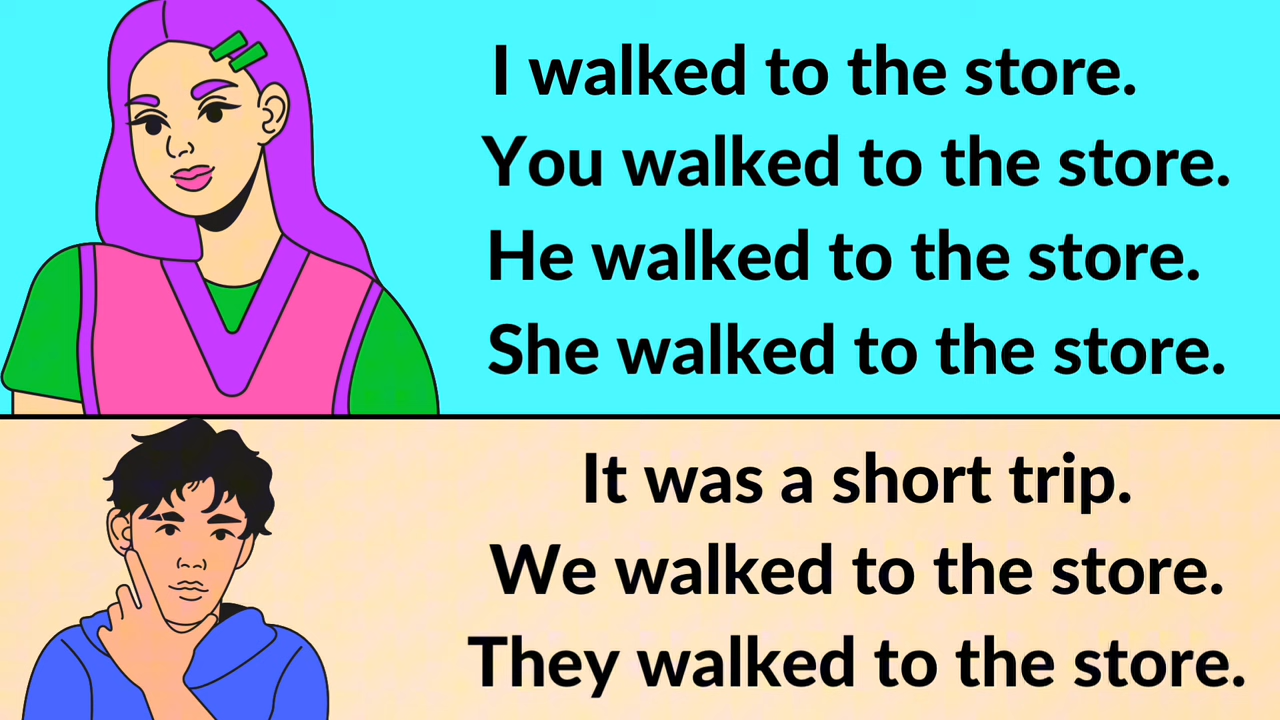 I walked to the store.
You walked to the store.
He walked to the store.
She walked to the store.
It was a short trip.
We walked to the store.
They walked to the store.